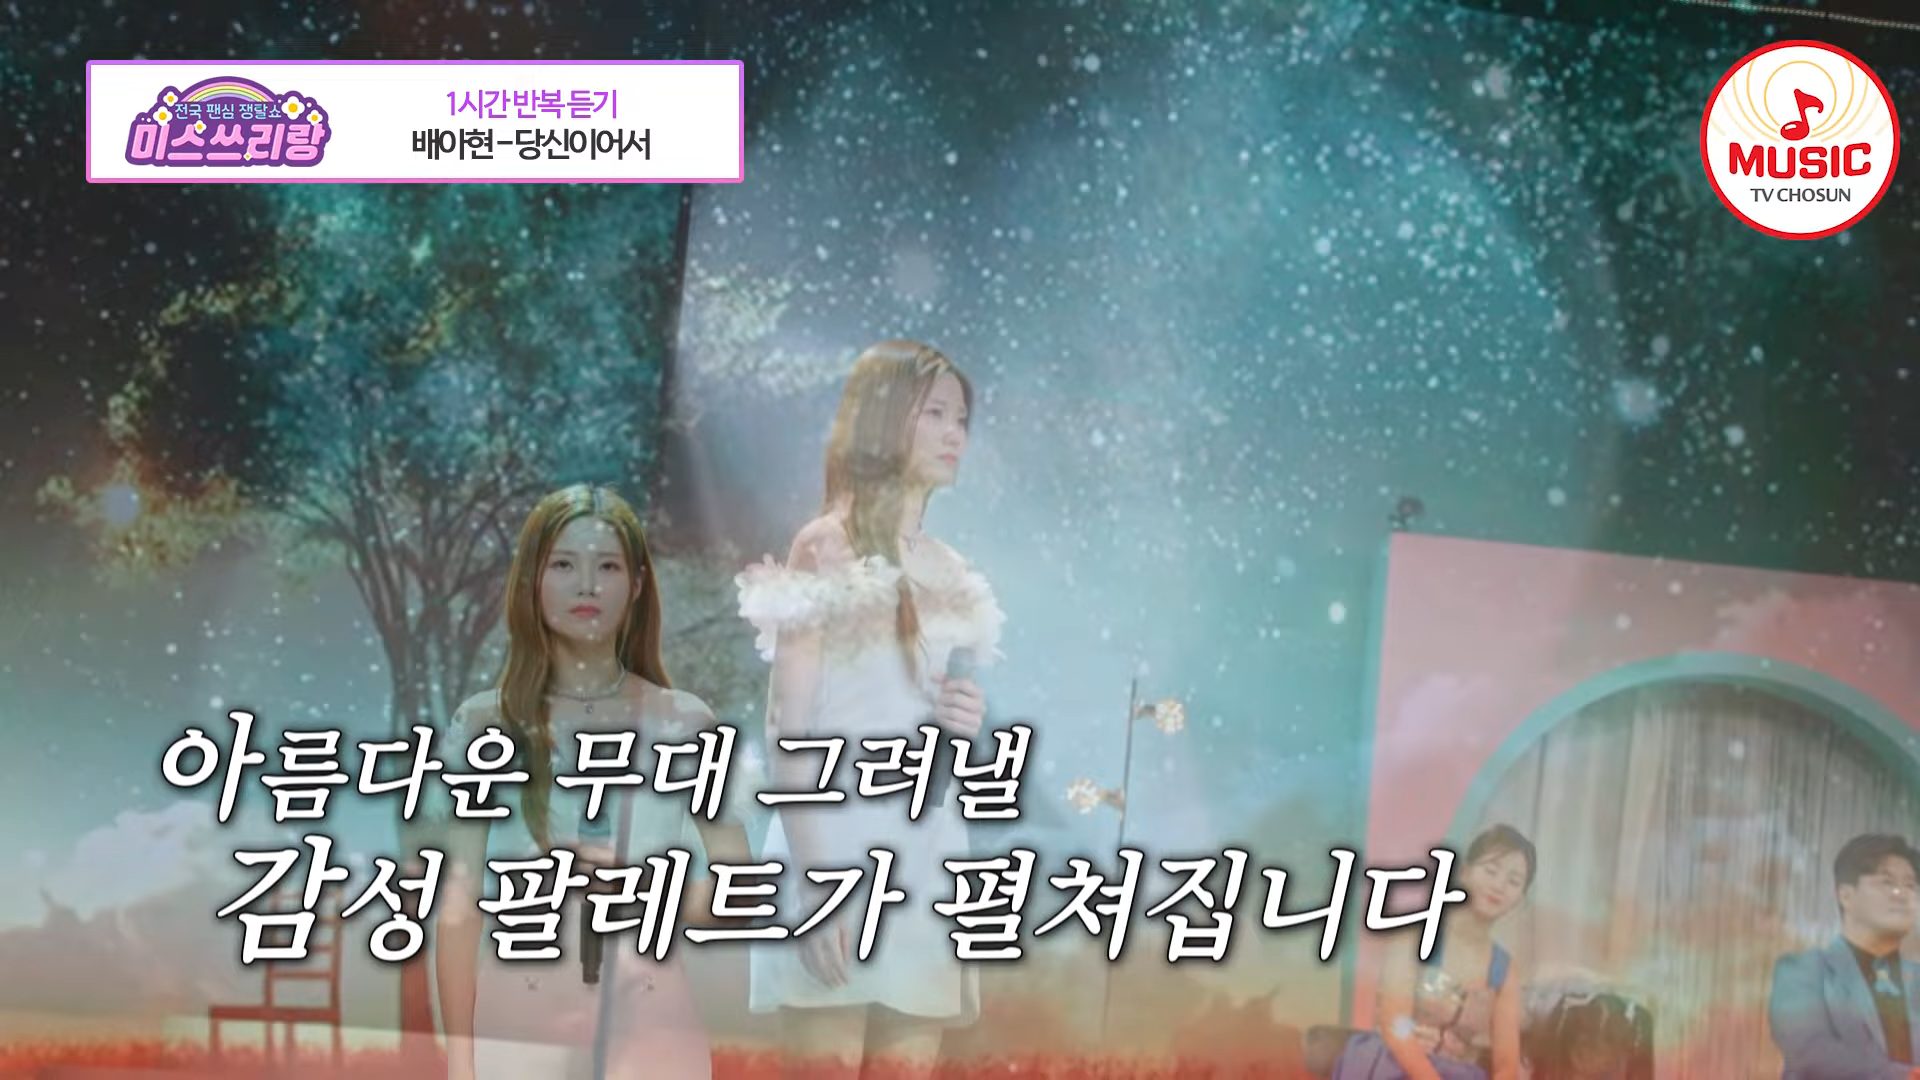 전국 팬심 쟁탈쇼
미스쓰리랑
1시간 반복 듣기
배아현-당신이어서
MUSIC
TV CHOSUN
아름다운 무대 그려낼
감성 팔레트가 펼쳐집니다